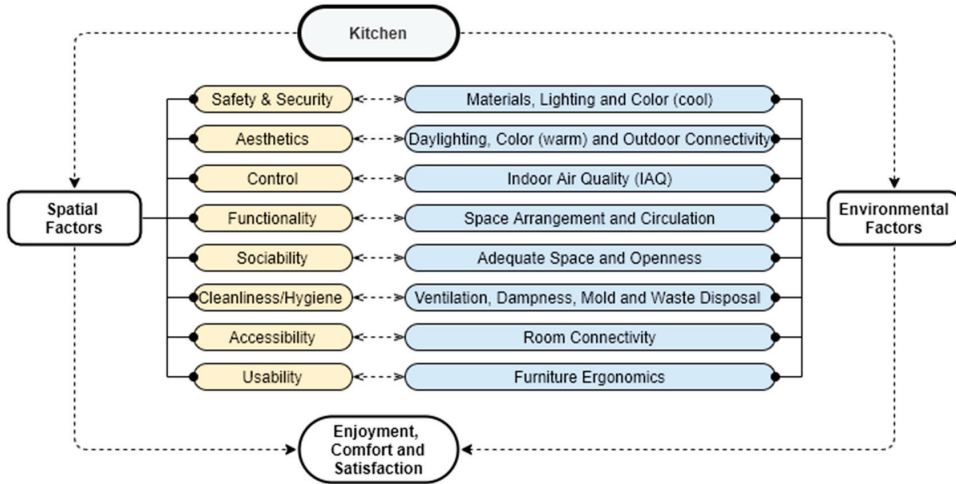 Kitchen
Safety & Security
Materials, Lighting and Color (cool)
Aesthetics
Daylighting, Color (warm) and Outdoor Connectivity
Control
Indoor Air Quality (IAQ)
Spatial
Factors
Functionality
Space Arrangement and Circulation
Environmental
Factors
Sociability
Adequate Space and Openness
Cleanliness/Hygiene
Ventilation, Dampness, Mold and Waste Disposal
Accessibility
Room Connectivity
Usability
Furniture Ergonomics
Enjoyment,
Comfort and
Satisfaction